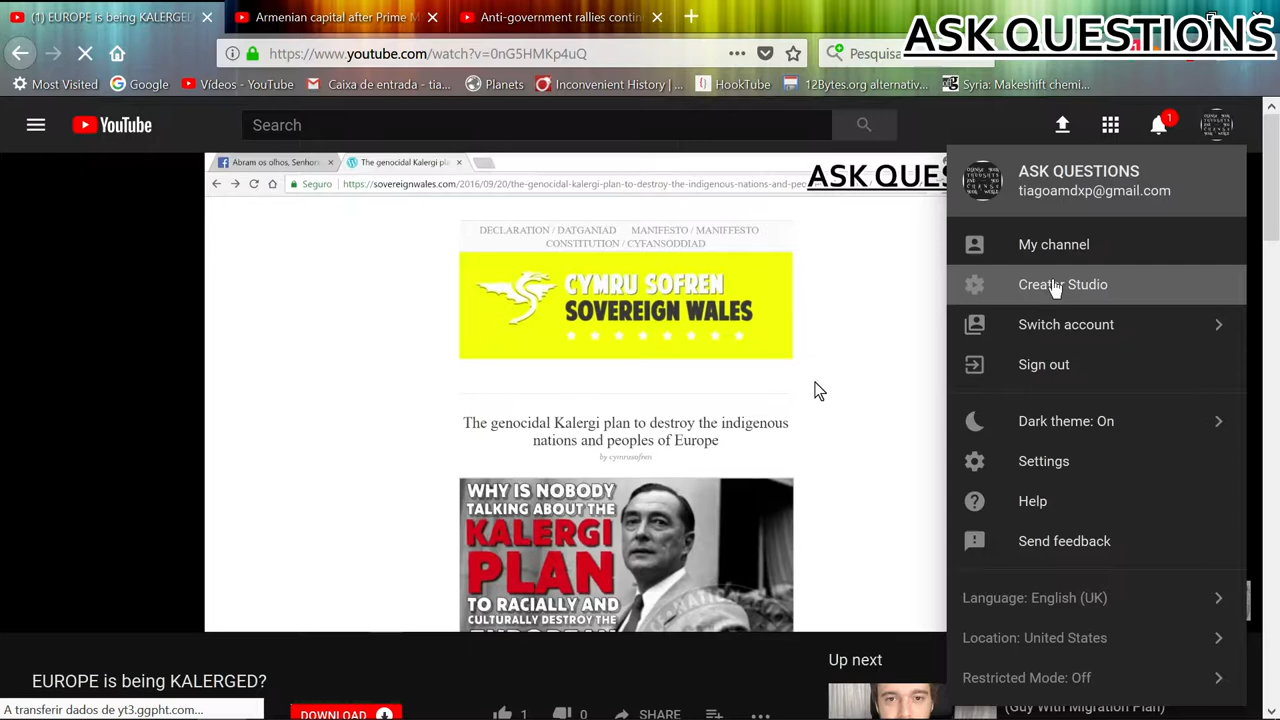 (1) EUROPE is being KALERGED
Armenian capital after Prime M
Anti-government rallies contin
ASK QUESTIONS
https://www.youtube.com/watch?v=0nG5HMKp4uQ
Pesquisa
Most Visited
Google
Vídeos - YouTube
Caixa de entrada - tia...
Planets
Inconvenient History | ...
HookTube
12Bytes.org alternativ...
Syria: Makeshift chemi...
YouTube
Search
1
Abram os olhos, Senhor
The genocidal Kalergi pla
ASK QUES
Seguro
https://sovereignwales.com/2016/09/20/the-genocidal-kalergi-plan-to-destroy-the-indigenous-nations-and-peo
DECLARATION / DATGANIAD MANIFESTO / MANIFFESTO
CONSTITUTION / CYFANSODDIAD
CYMRU SOFREN
SOVEREIGN WALES
The genocidal Kalergi plan to destroy the indigenous
nations and peoples of Europe
by cymrusofren
WHY IS NOBODY
TALKING ABOUT THE
KALERGI
PLAN
TO RACIALLY AND
CULTURALLY DESTROY THE
ASK QUESTIONS
tiagoamdxp@gmail.com
My channel
Creator Studio
Switch account
Sign out
Dark theme: On
Settings
Help
Send feedback
Language: English (UK)
Location: United States
Restricted Mode: Off
EUROPE is being KALERGED?
Up next
A transferir dados de yt3.ggpht.com...
DOWNLOAD
1
0
SHARE
(Guy With Migration Plan)